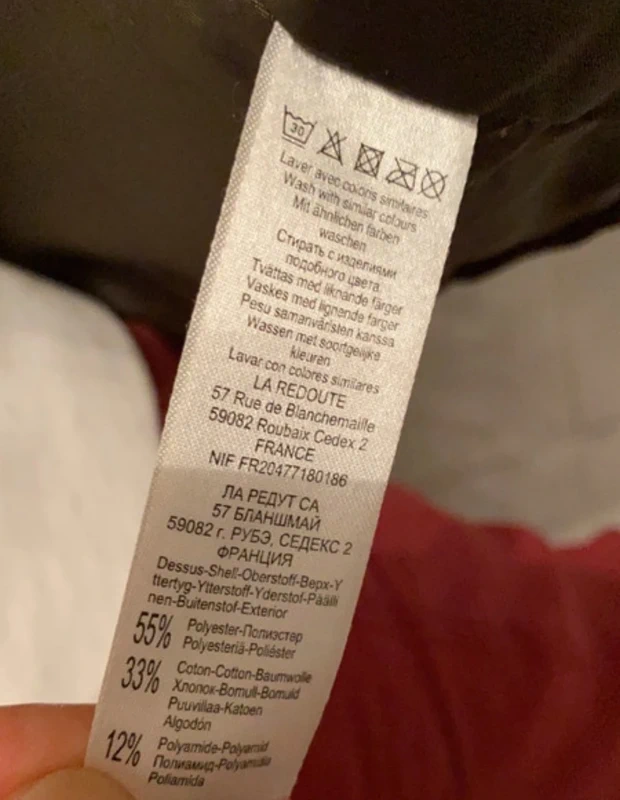 30
Laver avec coloris similaires
Wash with similar colours
Mit ähnlichen farben
waschen
Стирать с изделиями
подобного цвета
Tvättas med liknande färger
Vaskes med lignende farger
Pesu samanväristen kanssa
Wassen met soortgelijke
kleuren
Lavar con colores similares
LA REDOUTE
57 Rue de Blanchemaille
59082 Roubaix Cedex 2
FRANCE
NIF FR20477180186
ЛА РЕДУТ СА
57 БЛАНШМАЙ
59082 г. РУБЭ, СЕДЕКС 2
ФРАНЦИЯ
Dessus-Shell-Oberstoff-Верх-Y
ttertyg-Ytterstoff-Yderstof-Pääli
nen-Buitenstof-Exterior
55% Polyester-Полиэстер
Polyesteriä-Poliéster
33% Coton-Cotton-Baumwolle
Хлопок-Bomull-Bomuld
Puuvillaa-Katoen
Algodón
12% Polyamide-Polyamid
Полиамид-Polyamidia
Poliamida